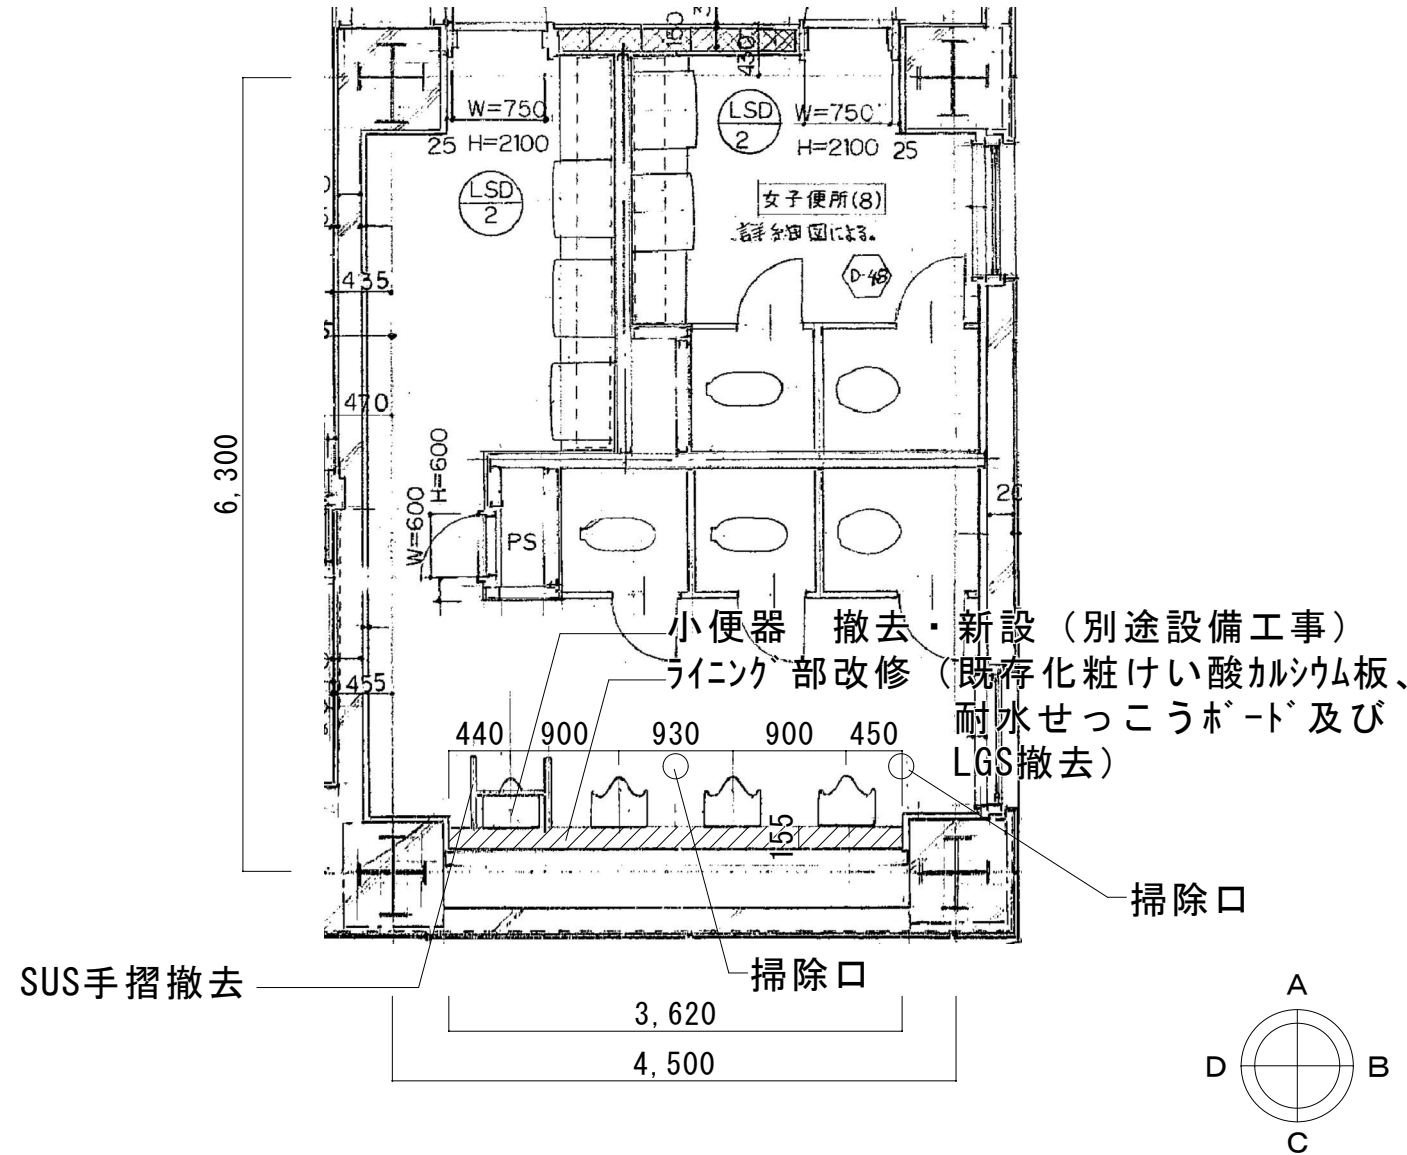 150
430
W=750
25 H=2100
LSD
2
LSD
2
W=750
H=2100 25
女子便所(8)
詳細図による。
D-48
435
470
6,300
W=600
H=600
PS
20
小便器 撤去・新設（別途設備工事）
ﾗｲﾆﾝｸﾞ部改修（既存化粧けい酸ｶﾙｼｳﾑ板、
耐水せっこうﾎﾞｰﾄﾞ及び
LGS撤去）
455
440 900 930 900 450
155
掃除口
SUS手摺撤去
掃除口
3,620
4,500
A
D B
C